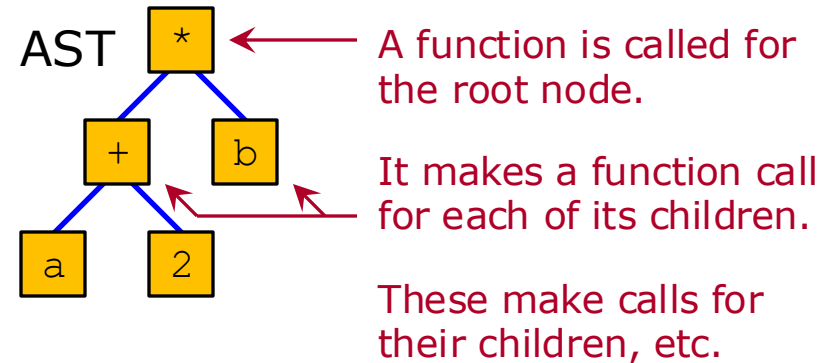 AST
*
+
b
a
2
A function is called for
the root node.
It makes a function call
for each of its children.
These make calls for
their children, etc.